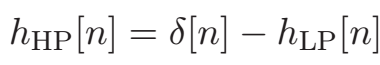 h_HP[n] = δ[n] − h_LP[n]